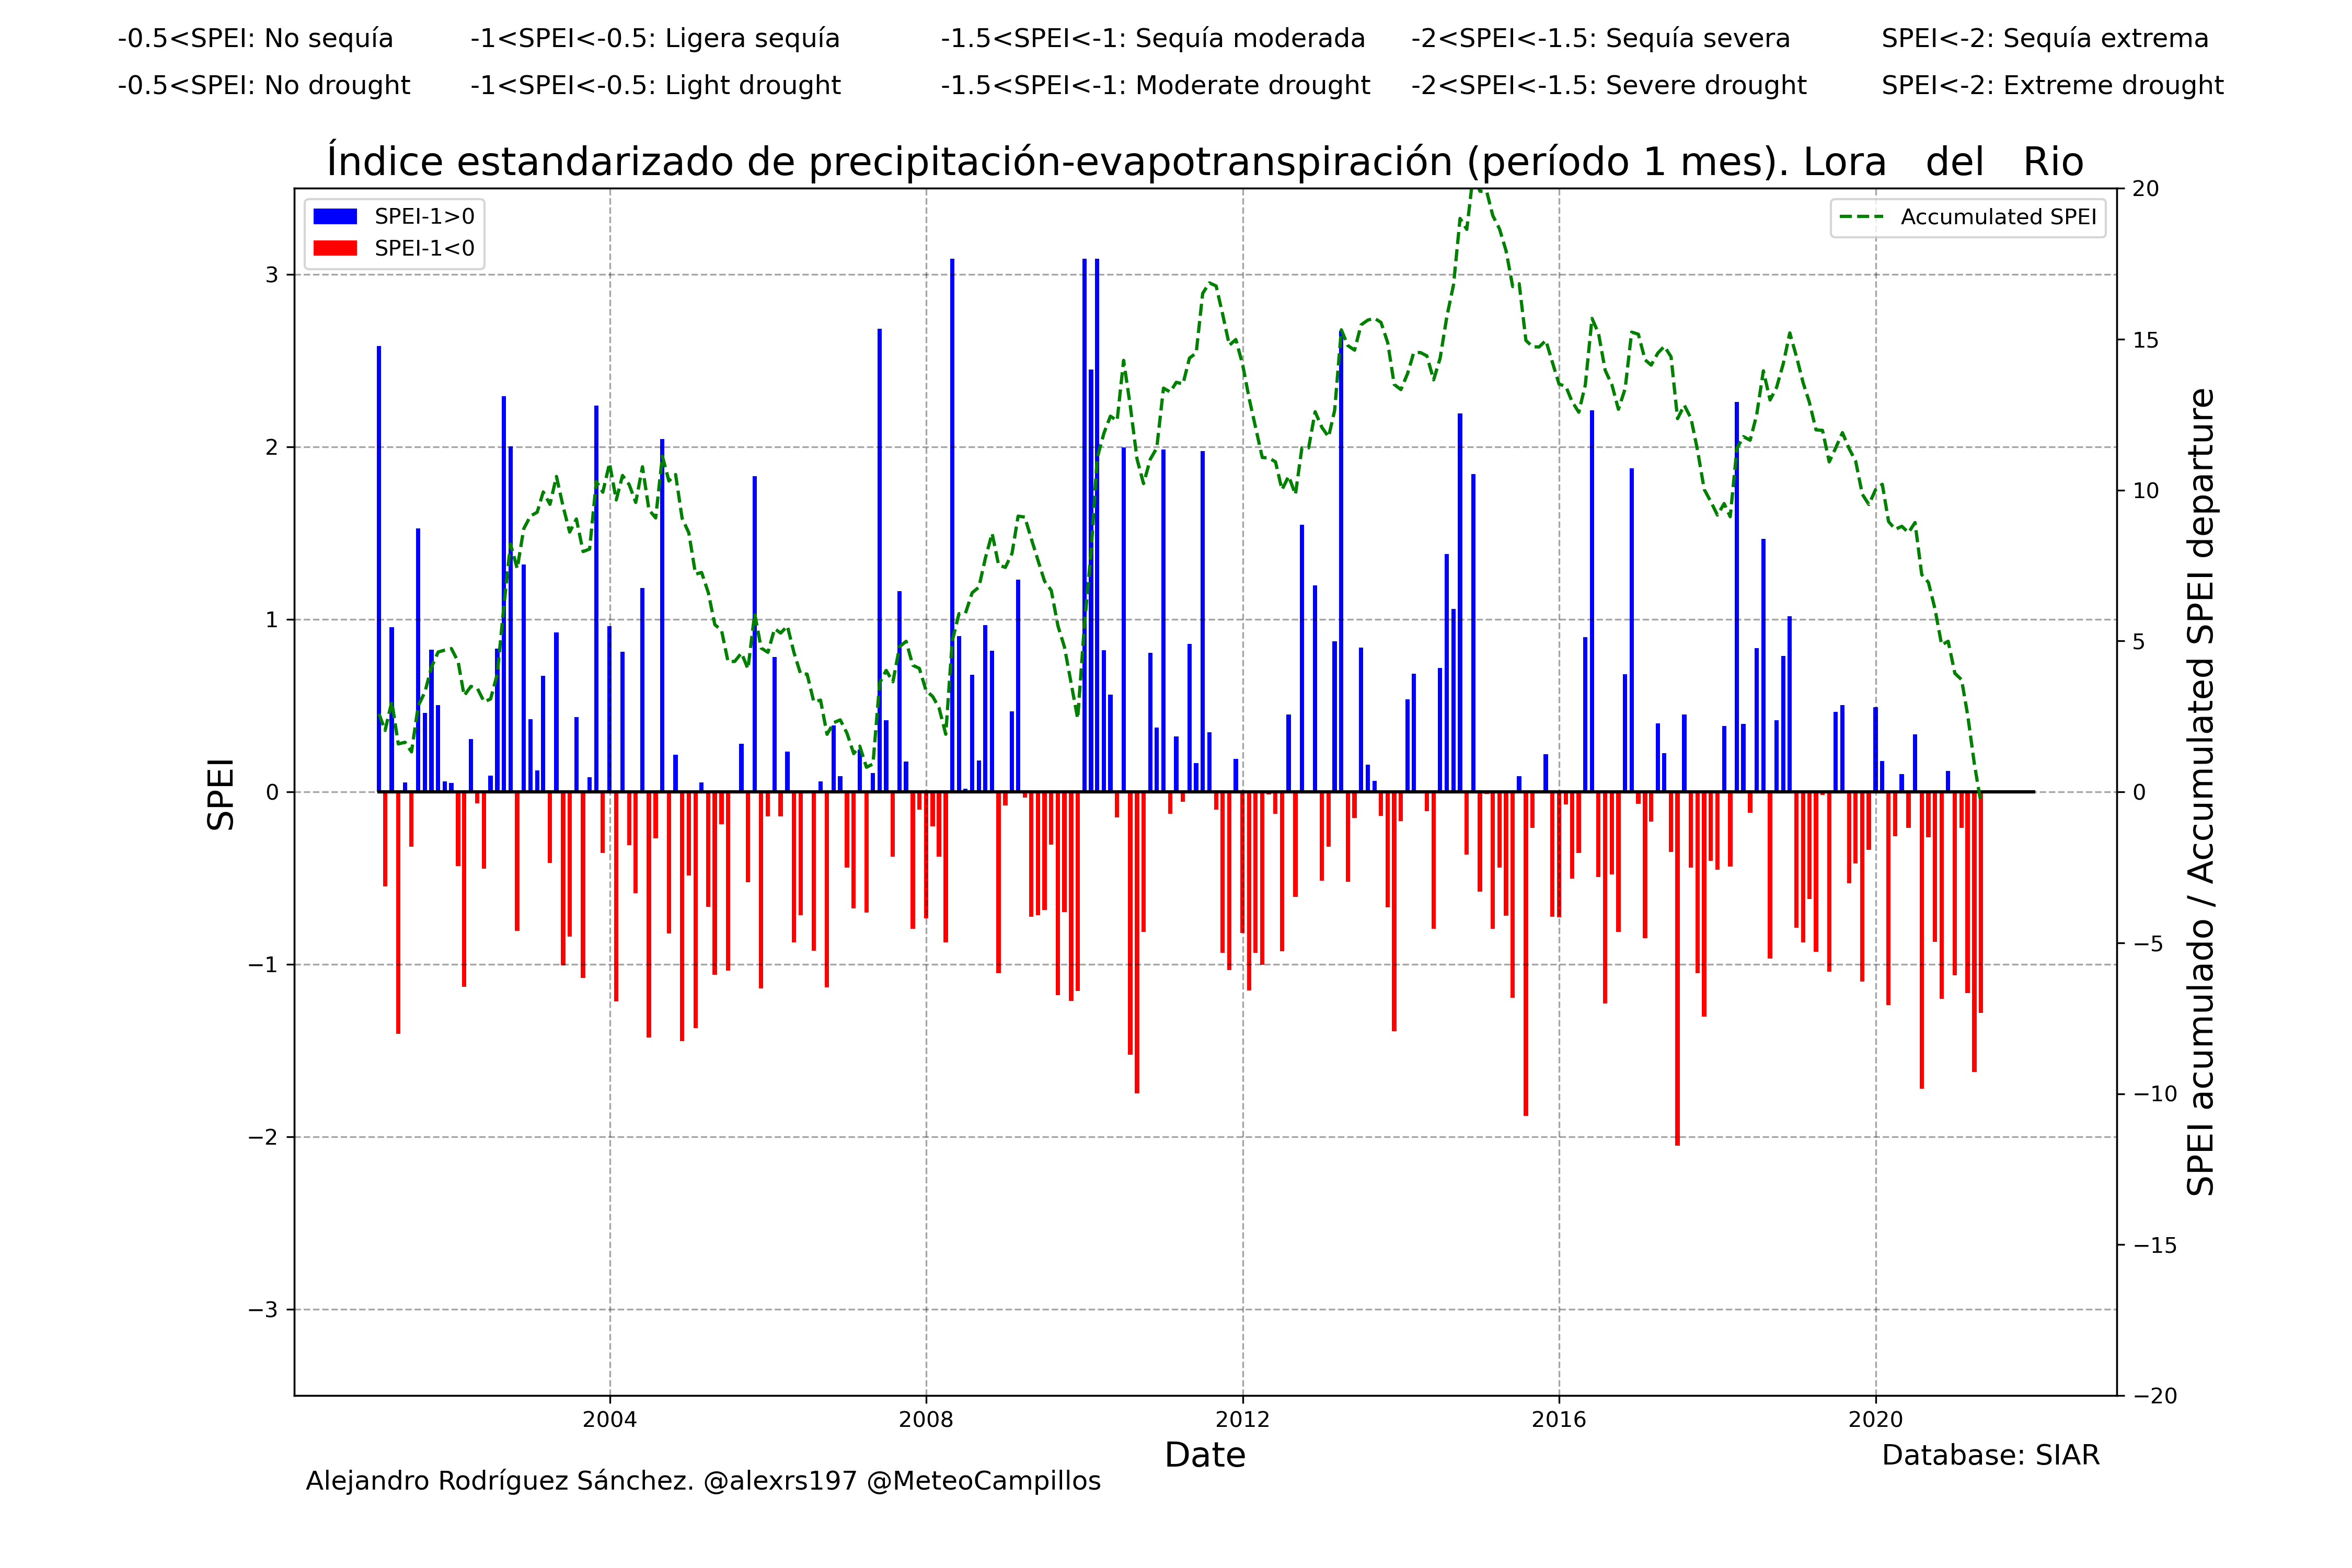 -0.5<SPEI: No sequía -1<SPEI<-0.5: Ligera sequía -1.5<SPEI<-1: Sequía moderada -2<SPEI<-1.5: Sequía severa SPEI<-2: Sequía extrema
-0.5<SPEI: No drought -1<SPEI<-0.5: Light drought -1.5<SPEI<-1: Moderate drought -2<SPEI<-1.5: Severe drought SPEI<-2: Extreme drought
Índice estandarizado de precipitación-evapotranspiración (período 1 mes). Lora del Rio
SPEI-1>0
SPEI-1<0
Accumulated SPEI
SPEI
3
2
1
0
−1
−2
−3
20
15
10
5
0
−5
−10
−15
−20
SPEI acumulado / Accumulated SPEI departure
2004 2008 2012 2016 2020
Date
Database: SIAR
Alejandro Rodríguez Sánchez. @alexrs197 @MeteoCampillos